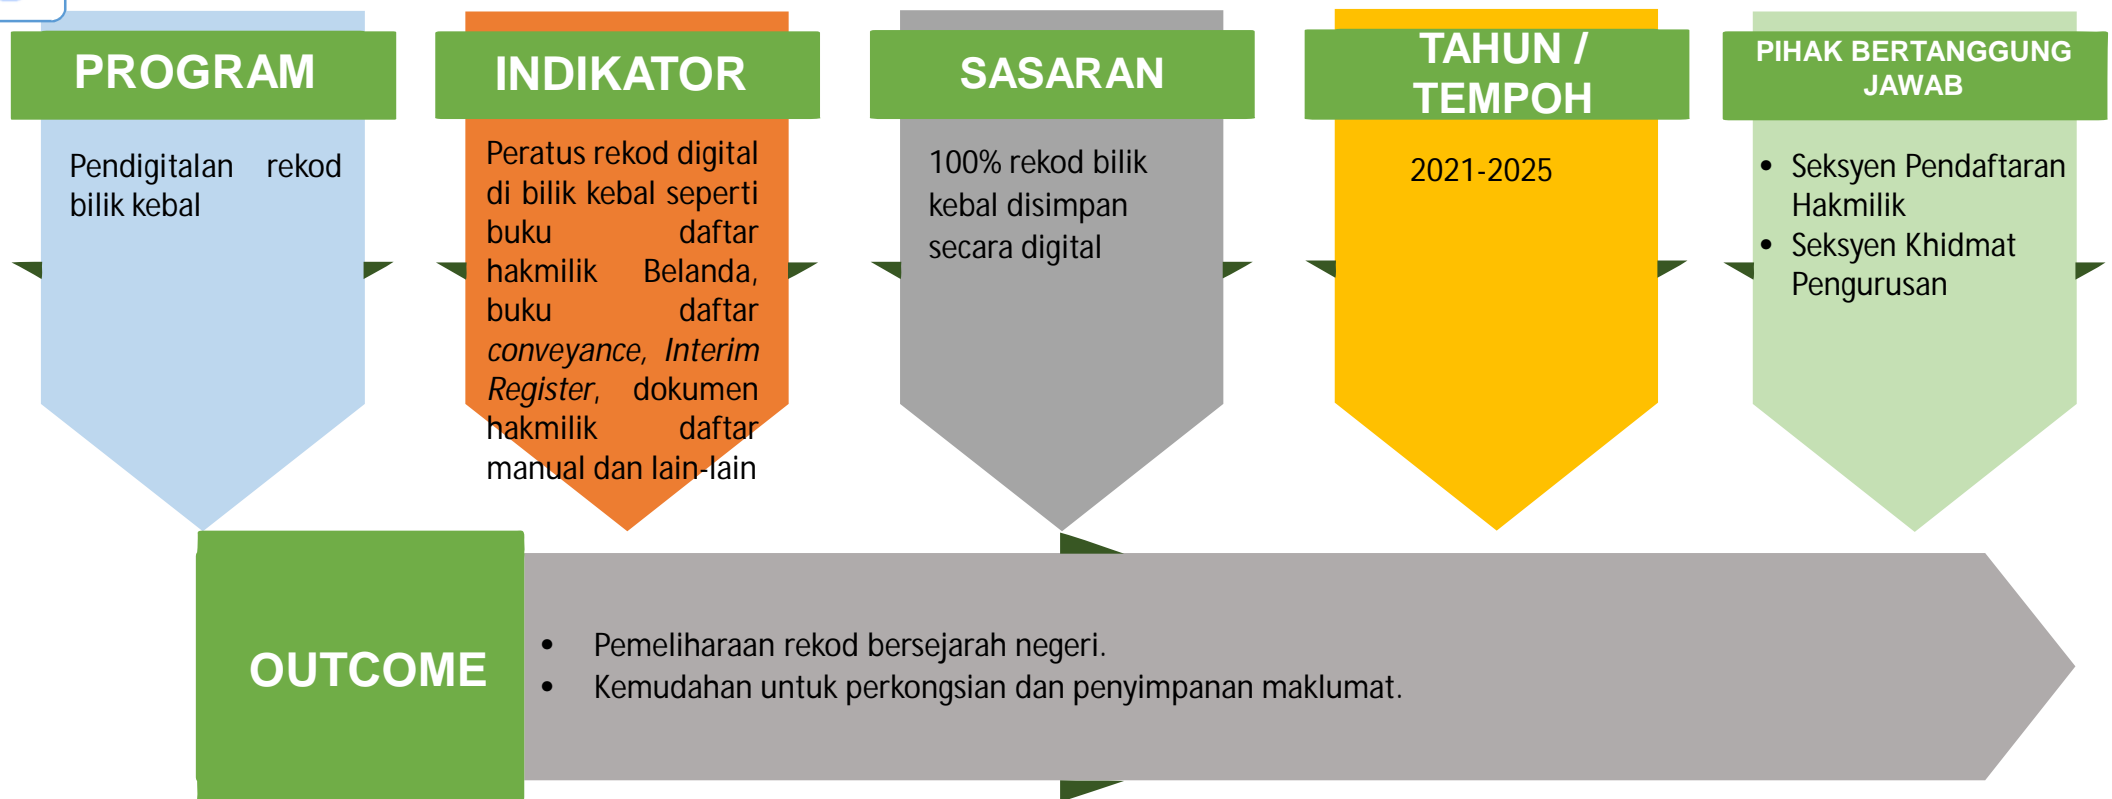 PROGRAM
Pendigitalan rekod
bilik kebal
INDIKATOR
Peratus rekod digital
di bilik kebal seperti
buku daftar
hakmilik Belanda,
buku daftar
conveyance, Interim
Register, dokumen
hakmilik daftar
manual dan lain-lain
SASARAN
100% rekod bilik
kebal disimpan
secara digital
TAHUN /
TEMPOH
2021-2025
PIHAK BERTANGGUNG
JAWAB
• Seksyen Pendaftaran
Hakmilik
• Seksyen Khidmat
Pengurusan
OUTCOME
• Pemeliharaan rekod bersejarah negeri.
• Kemudahan untuk perkongsian dan penyimpanan maklumat.